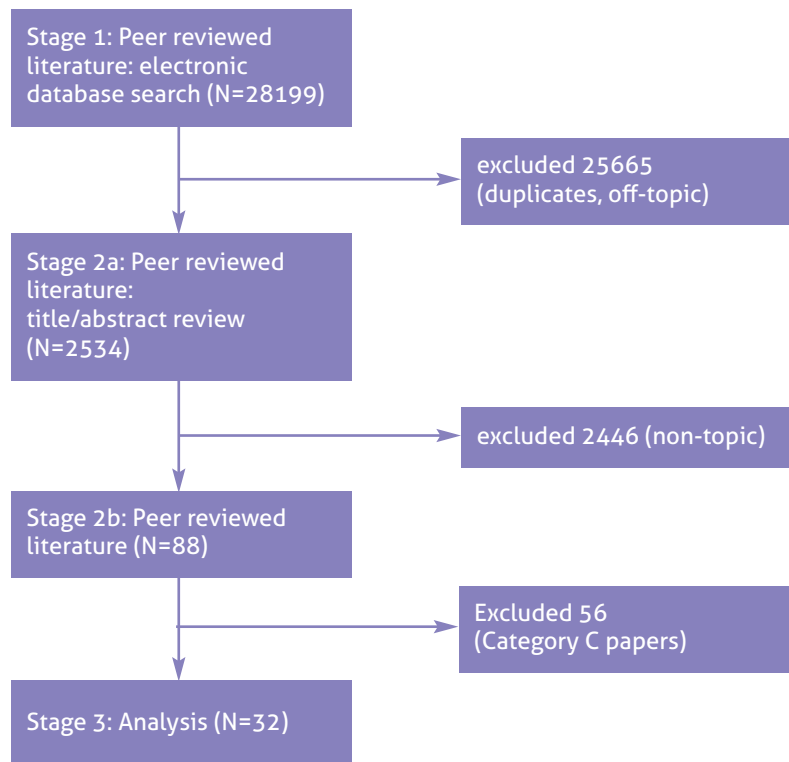 Stage 1: Peer reviewed
literature: electronic
database search (N=28199)
excluded 25665
(duplicates, off-topic)
Stage 2a: Peer reviewed
literature:
title/abstract review
(N=2534)
excluded 2446 (non-topic)
Stage 2b: Peer reviewed
literature (N=88)
Excluded 56
(Category C papers)
Stage 3: Analysis (N=32)